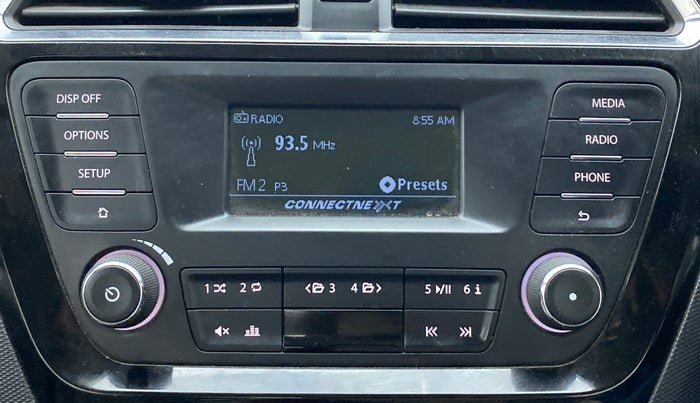 DISP OFF
OPTIONS
SETUP
RADIO 8:55 AM
93.5 MHz
FM2 P3 Presets
CONNECTNEXT
MEDIA
RADIO
PHONE
1 2 < 3 4 > 5 6 i